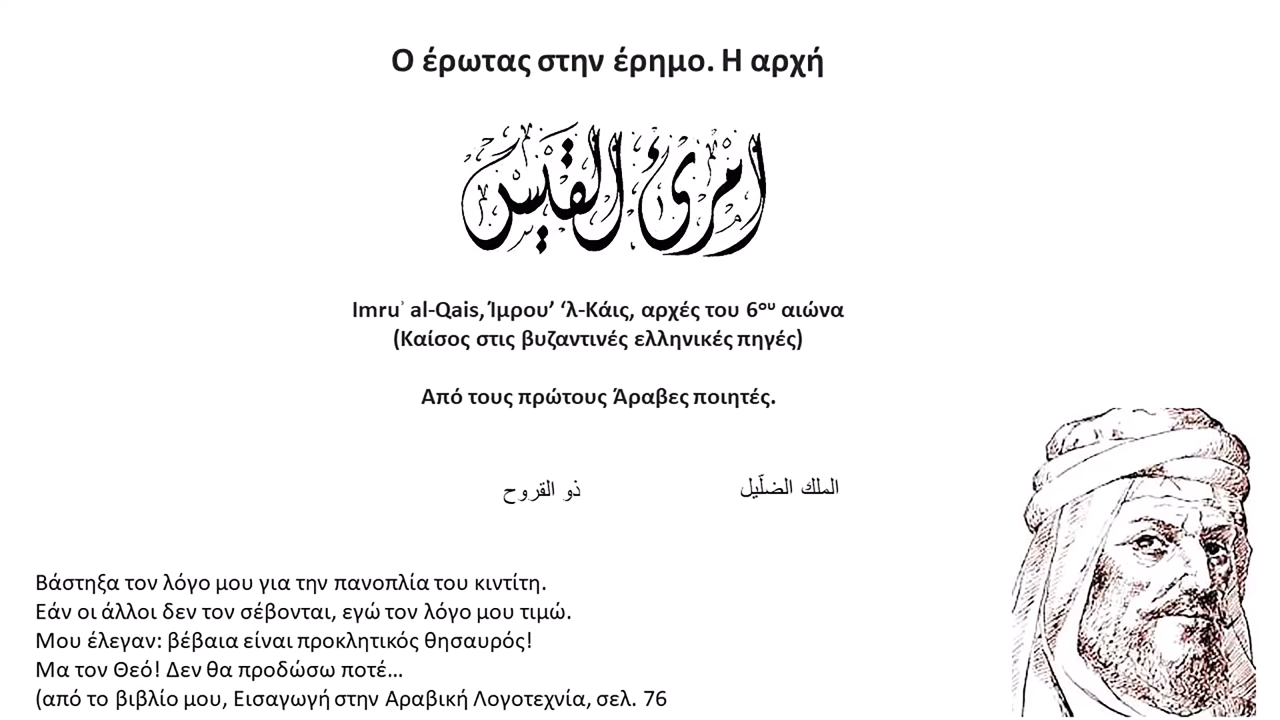 Ο έρωτας στην έρημο. Η αρχή
امْرِئُ القَيْس
Imruʾ al-Qais, Ίμρου’ ‘λ-Κάις, αρχές του 6ου αιώνα
(Καίσος στις βυζαντινές ελληνικές πηγές)
Από τους πρώτους Άραβες ποιητές.
الملك الضلّيل ذو القروح
Βάστηξα τον λόγο μου για την πανοπλία του κιντίτη.
Εάν οι άλλοι δεν τον σέβονται, εγώ τον λόγο μου τιμώ.
Μου έλεγαν: βέβαια είναι προκλητικός θησαυρός!
Μα τον Θεό! Δεν θα προδώσω ποτέ…
(από το βιβλίο μου, Εισαγωγή στην Αραβική Λογοτεχνία, σελ. 76